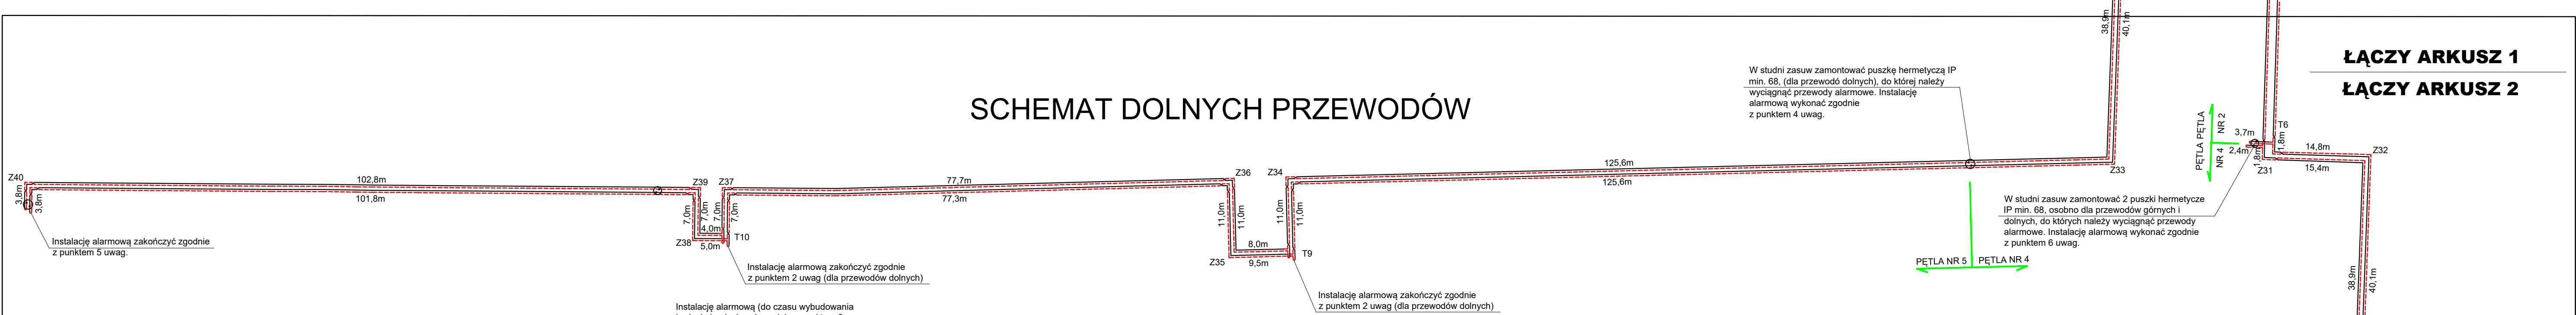 38,9m
40,1m
ŁĄCZY ARKUSZ 1
ŁĄCZY ARKUSZ 2
SCHEMAT DOLNYCH PRZEWODÓW
W studni zasuw zamontować puszkę hermetyczą IP
min. 68, (dla przewodó dolnych), do której należy
wyciągnąć przewody alarmowe. Instalację
alarmową wykonać zgodnie
z punktem 4 uwag.
PĘTLA PĘTLA
NR 2
NR 4
3,7m
2,4m
T6
1,8m
1,8m
14,8m
15,4m
Z32
Z31
Z33
125,6m
125,6m
Z34
Z36
77,7m
77,3m
Z37
Z39
102,8m
101,8m
Z40
3,8m
3,8m
7,0m
7,0m
7,0m
7,0m
4,0m
5,0m
Z38
T10
11,0m
11,0m
11,0m
11,0m
8,0m
9,5m
Z35
T9
W studni zasuw zamontować 2 puszki hermetycze
IP min. 68, osobno dla przewodów górnych i
dolnych, do których należy wyciągnąć przewody
alarmowe. Instalację alarmową wykonać zgodnie
z punktem 6 uwag.
Instalację alarmową zakończyć zgodnie
z punktem 5 uwag.
Instalację alarmową zakończyć zgodnie
z punktem 2 uwag (dla przewodów dolnych)
PĘTLA NR 5
PĘTLA NR 4
38,9m
40,1m
Instalację alarmową zakończyć zgodnie
z punktem 2 uwag (dla przewodów dolnych)
Instalację alarmową (do czasu wybudowania